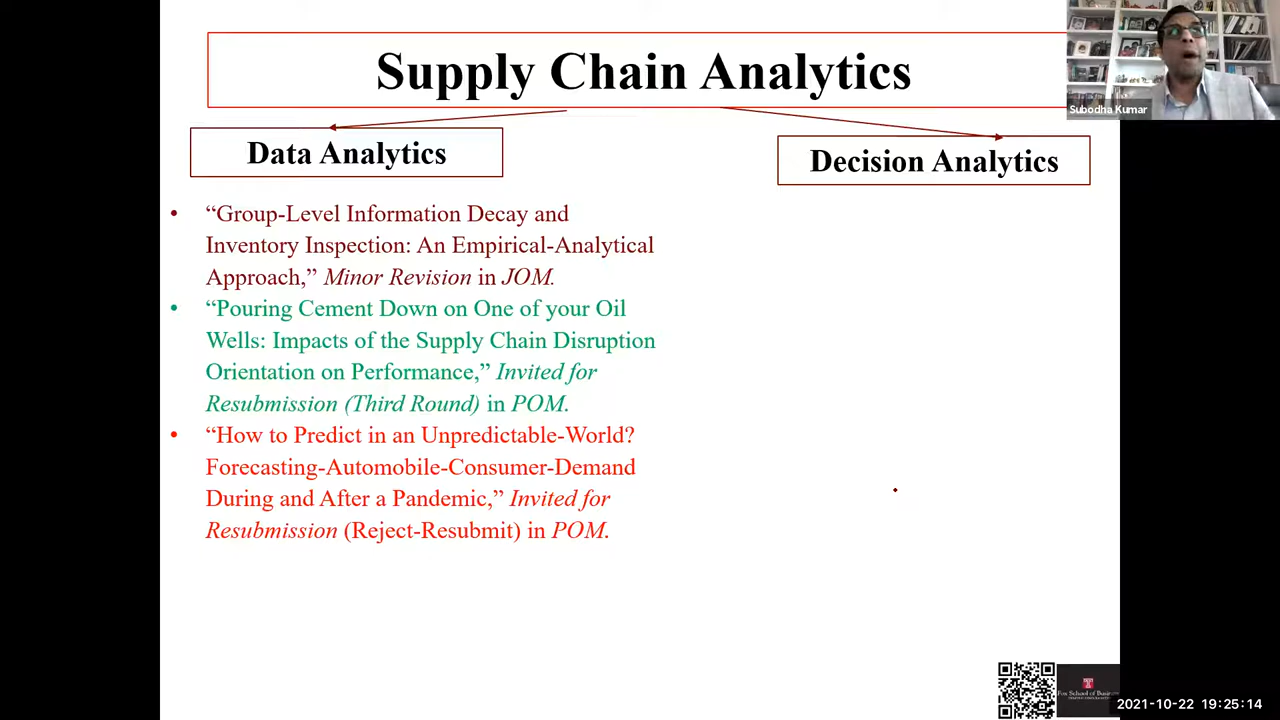 Supply Chain Analytics
Subodha Kumar
Data Analytics
Decision Analytics
• “Group-Level Information Decay and
Inventory Inspection: An Empirical-Analytical
Approach,” Minor Revision in JOM.
• “Pouring Cement Down on One of your Oil
Wells: Impacts of the Supply Chain Disruption
Orientation on Performance,” Invited for
Resubmission (Third Round) in POM.
• “How to Predict in an Unpredictable-World?
Forecasting-Automobile-Consumer-Demand
During and After a Pandemic,” Invited for
Resubmission (Reject-Resubmit) in POM.
Fox School of Business
2021-10-22 19:25:14